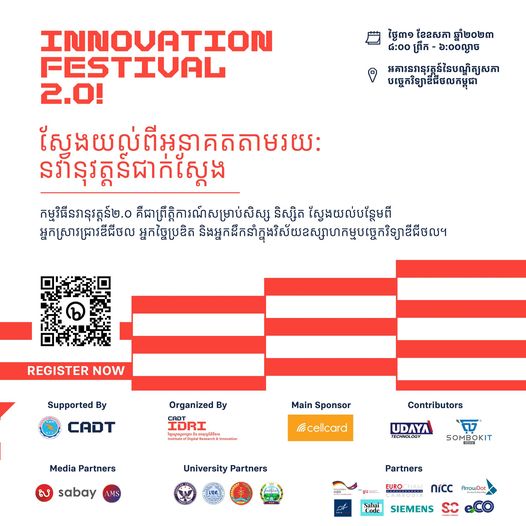 INNOVATION
FESTIVAL
2.0!
ថ្ងៃ៣១ ខែឧសភា ឆ្នាំ២០២៣
៨:០០ ព្រឹក - ៦:០០ល្ងាច
អគារនវានុវត្តន៍នៃបណ្ឌិត្យសភា
បច្ចេកវិទ្យាឌីជីថលកម្ពុជា
ស្វែងយល់ពីអនាគតតាមរយៈ
នវានុវត្តន៍ជាក់ស្តែង
កម្មវិធីនវានុវត្តន៍២.០ គឺជាព្រឹត្តិការណ៍សម្រាប់សិស្ស និស្សិត ស្វែងយល់បន្ថែមពី
អ្នកស្រាវជ្រាវឌីជីថល អ្នកច្នៃប្រឌិត និងអ្នកដឹកនាំក្នុងវិស័យឧស្សាហកម្មបច្ចេកវិទ្យាឌីជីថល។
REGISTER NOW
Supported By
Organized By
Main Sponsor
Contributors
CADT
CADT
IDRI
Institute of Digital Research & Innovation
cellcard
UDAYA
TECHNOLOGY
SOMBOKIT
Media Partners
University Partners
Partners
sabay
AMS
EUROCHAM
NICC
ArrowDot
Sabai
Code
SIEMENS
eCO